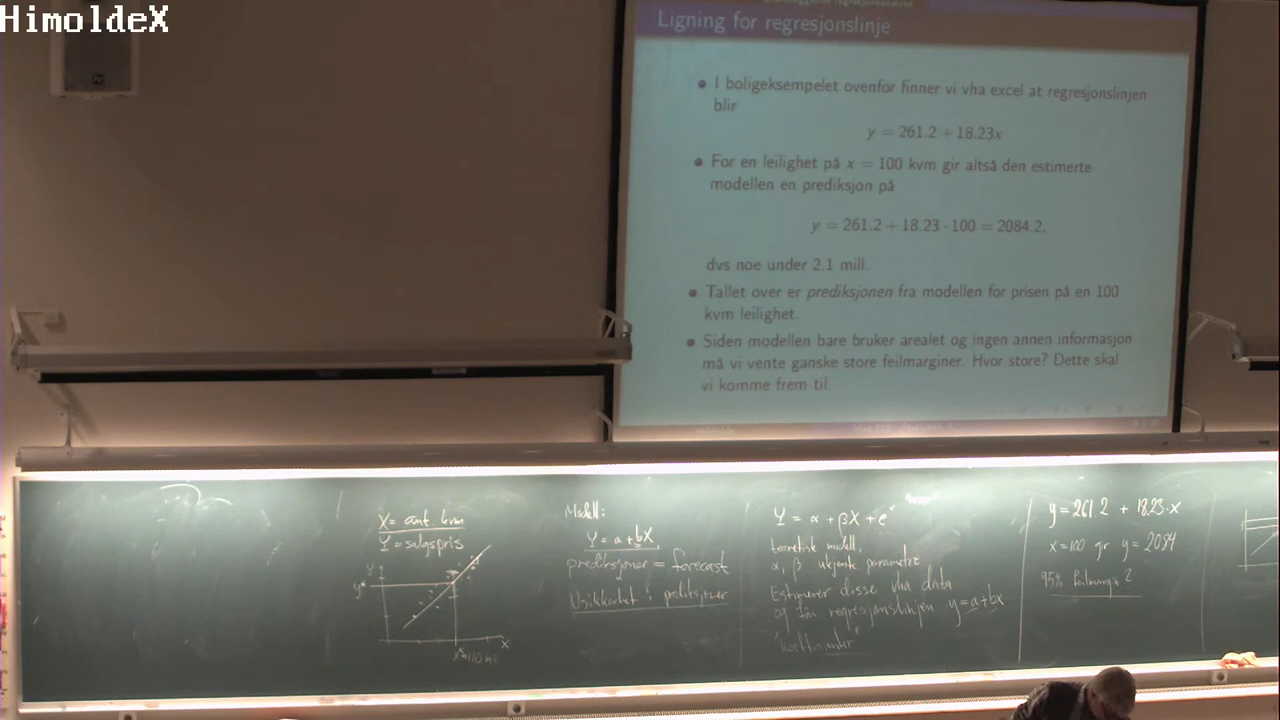 HimoldeX
Ligning for regresjonslinje
I boligeksempelet ovenfor finner vi vha excel at regresjonslinjen
blir
y = 261.2 + 18.23x
For en leilighet på x = 100 kvm gir altså den estimerte
modellen en prediksjon på
y = 261.2 + 18.23 · 100 = 2084.2,
dvs noe under 2.1 mill.
Tallet over er prediksjonen fra modellen for prisen på en 100
kvm leilighet.
Siden modellen bare bruker arealet og ingen annen informasjon
må vi vente ganske store feilmarginer. Hvor store? Dette skal
vi komme frem til.
X = ant kvm
Y = salgspris
Y
y*
X
Modell:
Y = a + bX
prediksjoner = forecast
Usikkerhet i prediksjoner
Y = α + βX + e
teoretisk modell,
α, β ukjente parametre
Estimerer disse vha data
og får regresjonslinjen y = a + bx
"koeffisienter"
y = 261.2 + 18.23·x
x = 100 gir y = 2084
95% feilmargin?